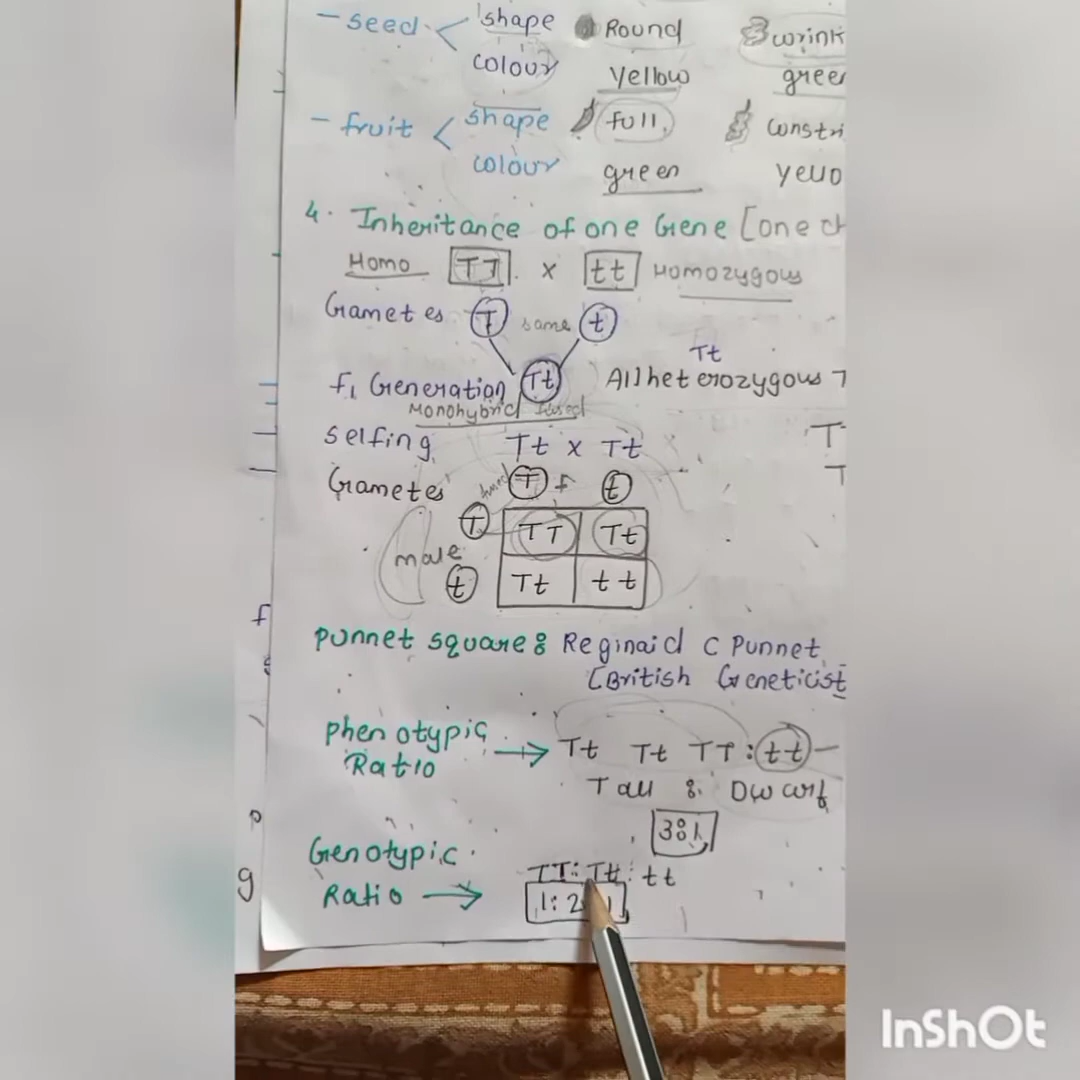 - seed < shape Round wrink
colour Yellow green
- fruit < shape full constri
colour green yello
4. Inheritance of one Gene [one ch
Homo TT x tt Homozygous
Gametes T same t
Tt
F1 Generation Tt All heterozygous T
Monohybrid
Selfing Tt x Tt T
T
Gametes T t
T TT Tt
male
t Tt tt
f
Punnet square: Reginald C Punnet
[British Geneticist
Phenotypic → Tt Tt TT : tt -
Ratio
Tall : Dwarf
3:1
Genotypic
TT : Tt : tt
g
Ratio → 1:2:1
InShOt